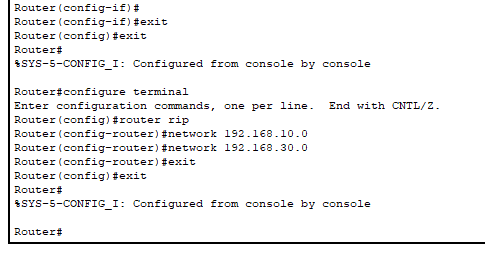 Router(config-if)#
Router(config-if)#exit
Router(config)#exit
Router#
%SYS-5-CONFIG_I: Configured from console by console
Router#configure terminal
Enter configuration commands, one per line.  End with CNTL/Z.
Router(config)#router rip
Router(config-router)#network 192.168.10.0
Router(config-router)#network 192.168.30.0
Router(config-router)#exit
Router(config)#exit
Router#
%SYS-5-CONFIG_I: Configured from console by console
Router#